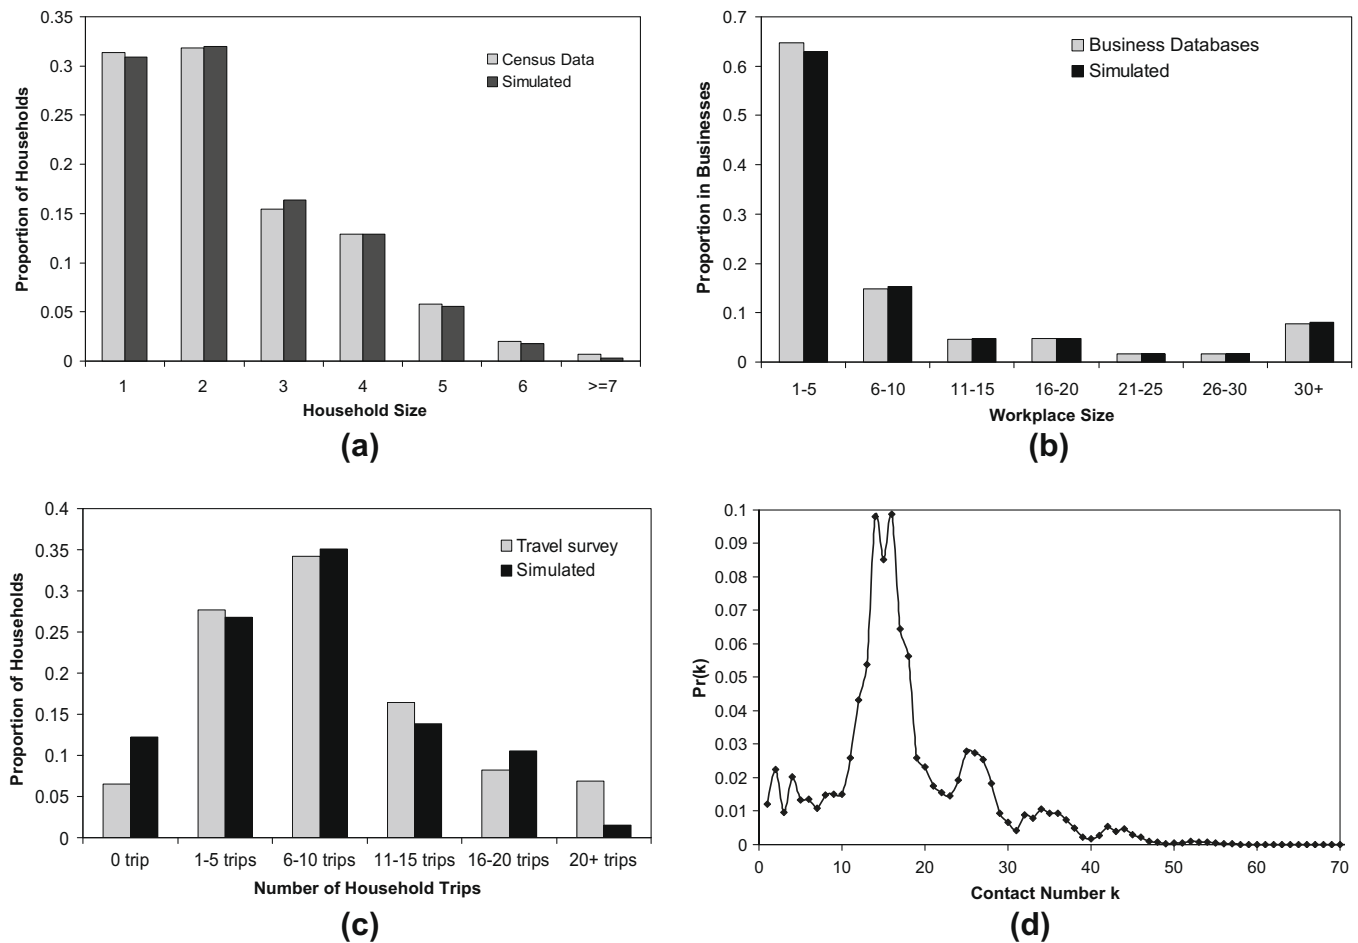 0.35
0.3
0.25
0.2
0.15
0.1
0.05
0
Proportion of Households
Census Data
Simulated
1 2 3 4 5 6 >=7
Household Size
(a)
0.7
0.6
0.5
0.4
0.3
0.2
0.1
0
Proportion in Businesses
Business Databases
Simulated
1-5 6-10 11-15 16-20 21-25 26-30 30+
Workplace Size
(b)
0.4
0.35
0.3
0.25
0.2
0.15
0.1
0.05
0
Proportion of Households
Travel survey
Simulated
0 trip 1-5 trips 6-10 trips 11-15 trips 16-20 trips 20+ trips
Number of Household Trips
(c)
0.1
0.09
0.08
0.07
0.06
0.05
0.04
0.03
0.02
0.01
0
Pr(k)
0 10 20 30 40 50 60 70
Contact Number k
(d)